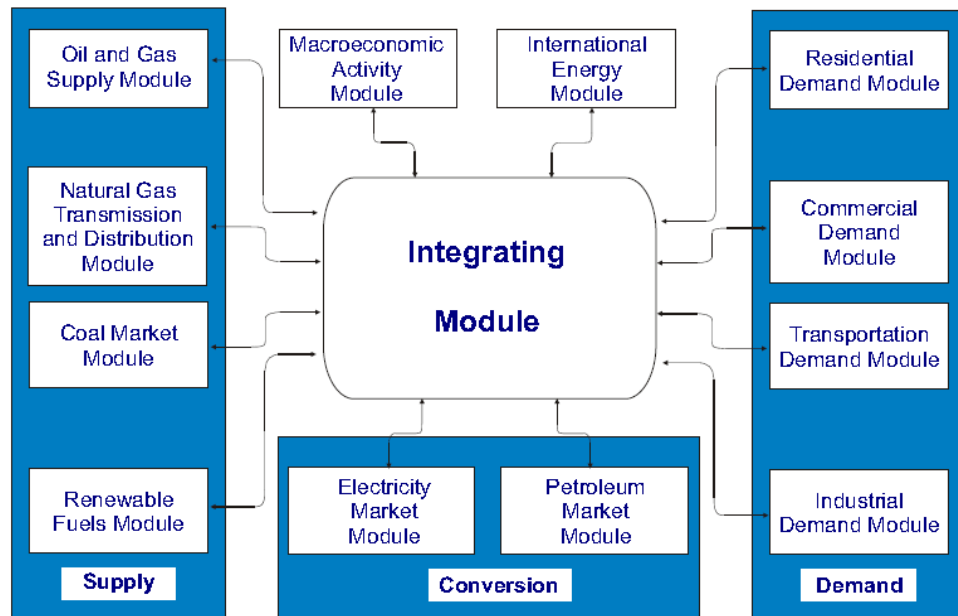 Oil and Gas
Supply Module
Macroeconomic
Activity
Module
International
Energy
Module
Residential
Demand Module
Natural Gas
Transmission
and Distribution
Module
Integrating
Module
Commercial
Demand
Module
Coal Market
Module
Transportation
Demand Module
Renewable
Fuels Module
Electricity
Market
Module
Petroleum
Market
Module
Industrial
Demand Module
Supply
Conversion
Demand